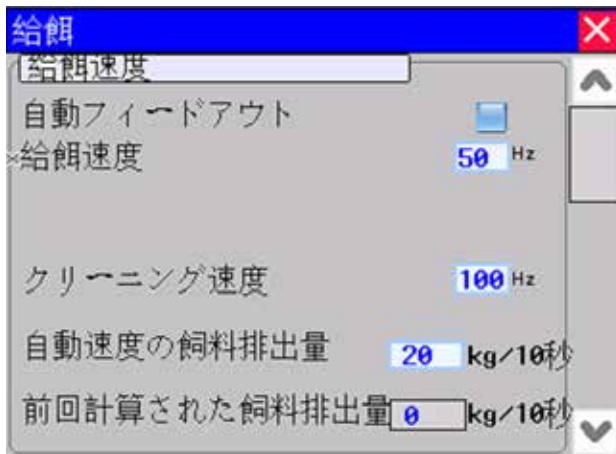 給餌
給餌速度
自動フィードアウト
×給餌速度 50 Hz
クリーニング速度 100 Hz
自動速度の飼料排出量 20 kg/10秒
前回計算された飼料排出量 0 kg/10秒